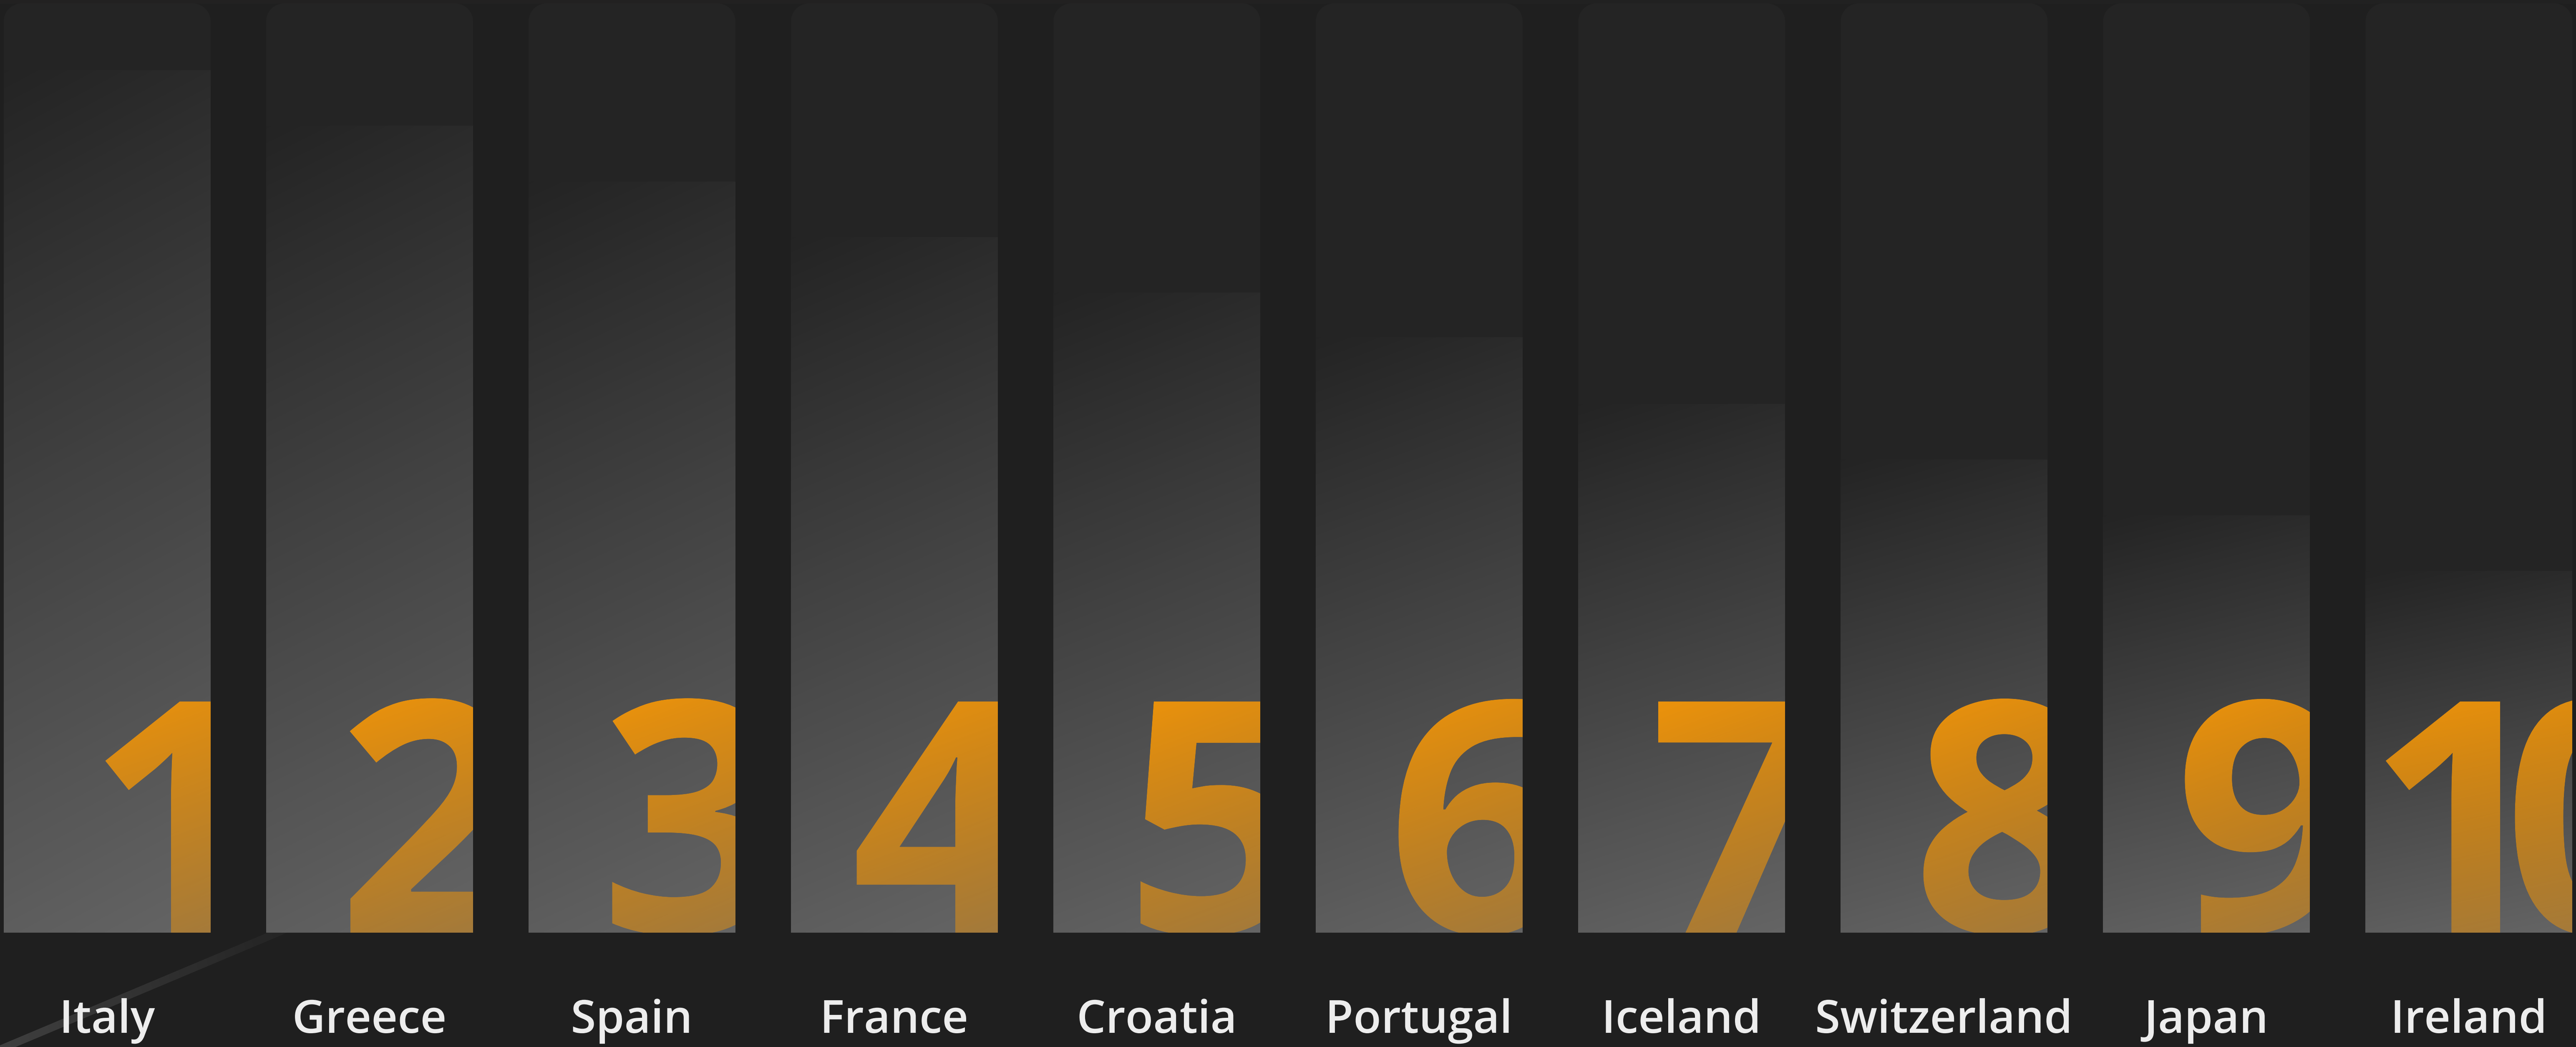 1 2 3 4 5 6 7 8 9 10
Italy Greece Spain France Croatia Portugal Iceland Switzerland Japan Ireland